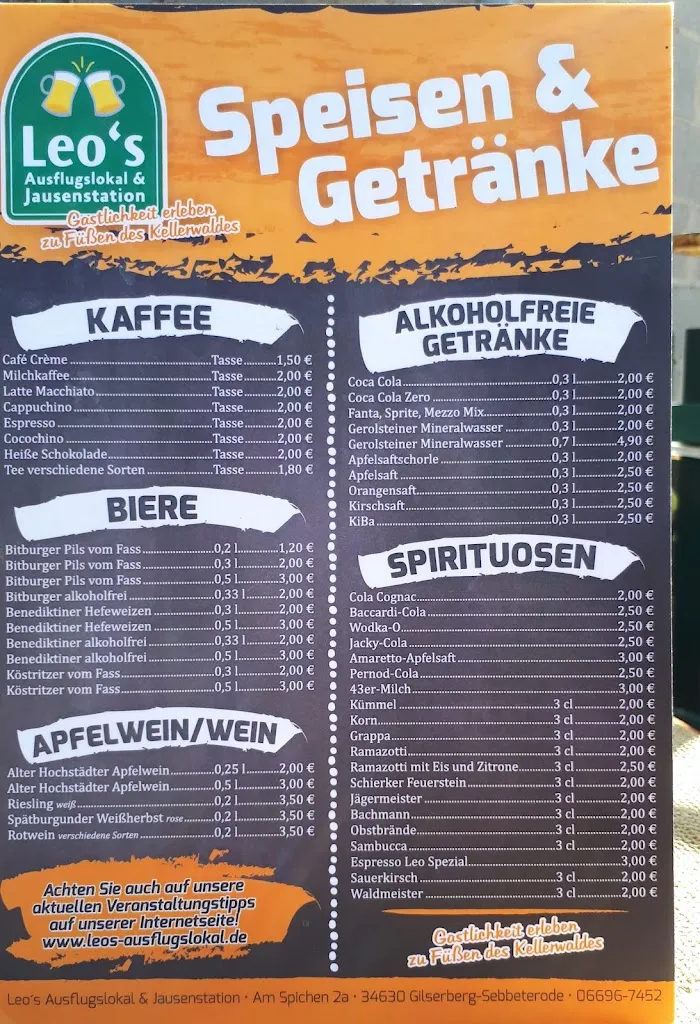 Leo's
Ausflugslokal &
Jausenstation
Gastlichkeit erleben
zu Füßen des Kellerwaldes
Speisen &
Getränke
KAFFEE
Café Crème Tasse 1,50 €
Milchkaffee Tasse 2,00 €
Latte Macchiato Tasse 2,00 €
Cappuchino Tasse 2,00 €
Espresso Tasse 2,00 €
Cocochino Tasse 2,00 €
Heiße Schokolade Tasse 2,00 €
Tee verschiedene Sorten Tasse 1,80 €
BIERE
Bitburger Pils vom Fass 0,2 l 1,20 €
Bitburger Pils vom Fass 0,3 l 2,00 €
Bitburger Pils vom Fass 0,5 l 3,00 €
Bitburger alkoholfrei 0,33 l 2,00 €
Benediktiner Hefeweizen 0,3 l 2,00 €
Benediktiner Hefeweizen 0,5 l 3,00 €
Benediktiner alkoholfrei 0,33 l 2,00 €
Benediktiner alkoholfrei 0,5 l 3,00 €
Köstritzer vom Fass 0,3 l 2,00 €
Köstritzer vom Fass 0,5 l 3,00 €
APFELWEIN/WEIN
Alter Hochstädter Apfelwein 0,25 l 2,00 €
Alter Hochstädter Apfelwein 0,5 l 3,00 €
Riesling weiß 0,2 l 3,50 €
Spätburgunder Weißherbst rose 0,2 l 3,50 €
Rotwein verschiedene Sorten 0,2 l 3,50 €
Achten Sie auch auf unsere
aktuellen Veranstaltungstipps
auf unserer Internetseite!
www.leos-ausflugslokal.de
ALKOHOLFREIE
GETRÄNKE
Coca Cola 0,3 l 2,00 €
Coca Cola Zero 0,3 l 2,00 €
Fanta, Sprite, Mezzo Mix 0,3 l 2,00 €
Gerolsteiner Mineralwasser 0,3 l 2,00 €
Gerolsteiner Mineralwasser 0,7 l 4,90 €
Apfelsaftschorle 0,3 l 2,00 €
Apfelsaft 0,3 l 2,50 €
Orangensaft 0,3 l 2,50 €
Kirschsaft 0,3 l 2,50 €
KiBa 0,3 l 2,50 €
SPIRITUOSEN
Cola Cognac 2,00 €
Baccardi-Cola 2,50 €
Wodka-O 2,50 €
Jacky-Cola 2,50 €
Amaretto-Apfelsaft 3,00 €
Pernod-Cola 2,50 €
43er-Milch 3,00 €
Kümmel 3 cl 2,00 €
Korn 3 cl 2,00 €
Grappa 3 cl 2,00 €
Ramazotti 3 cl 2,00 €
Ramazotti mit Eis und Zitrone 3 cl 2,50 €
Schierker Feuerstein 3 cl 2,00 €
Jägermeister 3 cl 2,00 €
Bachmann 3 cl 2,00 €
Obstbrände 3 cl 2,00 €
Sambucca 3 cl 2,00 €
Espresso Leo Spezial 3,00 €
Sauerkirsch 3 cl 2,00 €
Waldmeister 3 cl 2,00 €
Gastlichkeit erleben
zu Füßen des Kellerwaldes
Leo's Ausflugslokal & Jausenstation · Am Spichen 2a · 34630 Gilserberg-Sebbeterode · 06696-7452